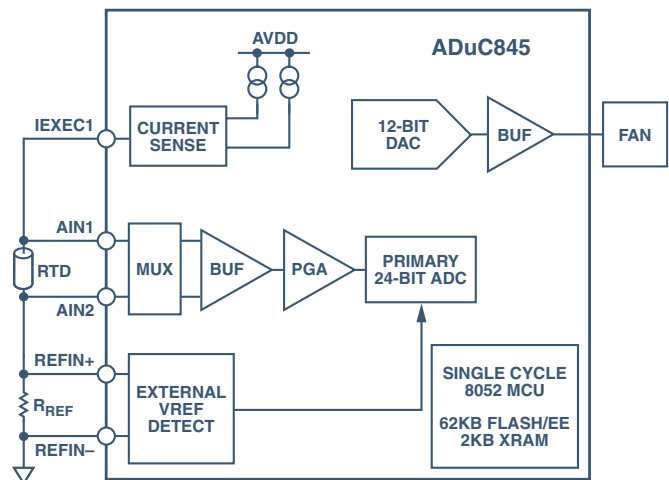 AVDD
ADuC845
IEXEC1
CURRENT
SENSE
12-BIT
DAC
BUF
FAN
AIN1
RTD
AIN2
MUX
BUF
PGA
PRIMARY
24-BIT ADC
REFIN+
RREF
REFIN–
EXTERNAL
VREF
DETECT
SINGLE CYCLE
8052 MCU
62KB FLASH/EE
2KB XRAM